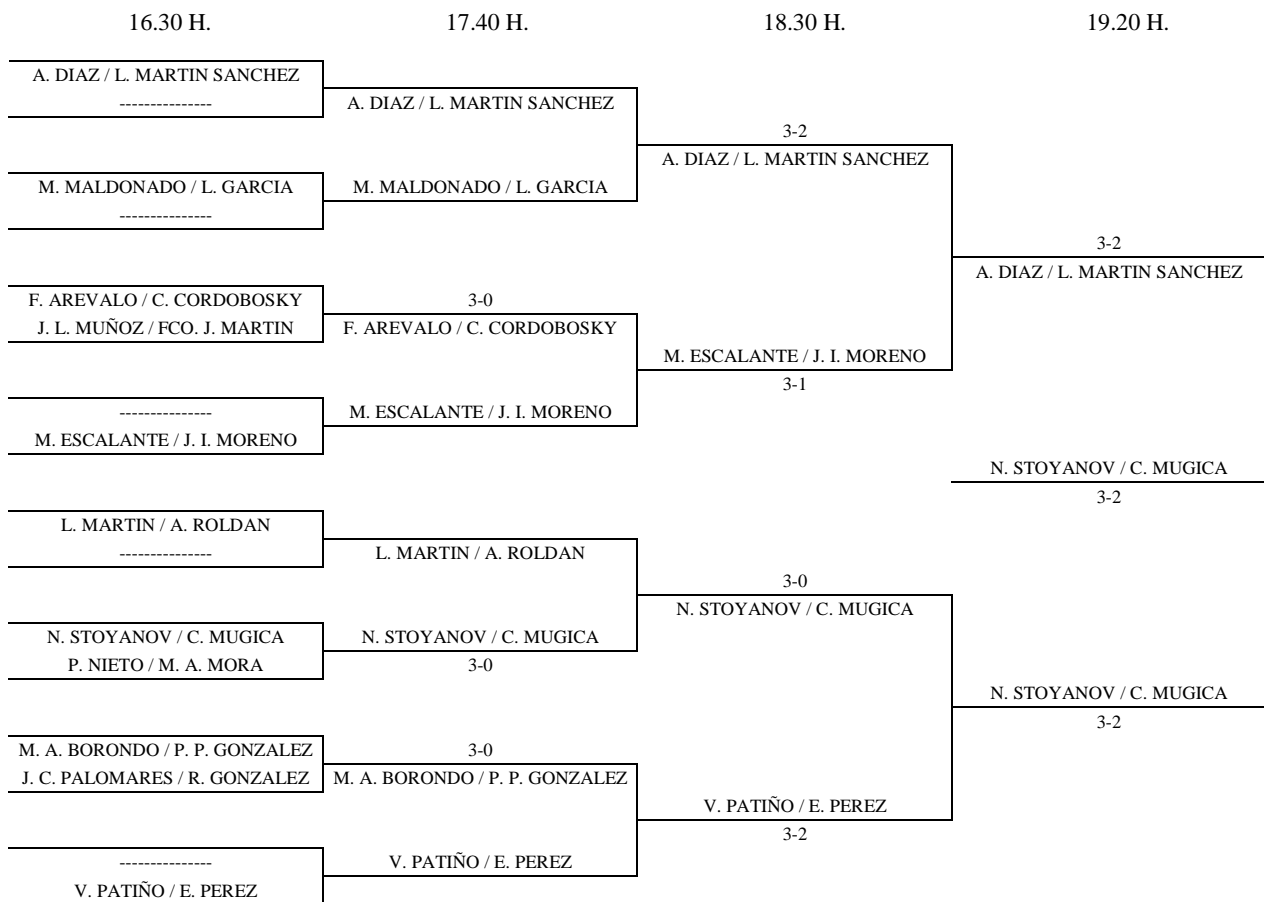 16.30 H.
17.40 H.
18.30 H.
19.20 H.
A. DIAZ / L. MARTIN SANCHEZ
---------------
A. DIAZ / L. MARTIN SANCHEZ
3-2
A. DIAZ / L. MARTIN SANCHEZ
M. MALDONADO / L. GARCIA
M. MALDONADO / L. GARCIA
---------------
3-2
A. DIAZ / L. MARTIN SANCHEZ
F. AREVALO / C. CORDOBOSKY
3-0
J. L. MUÑOZ / FCO. J. MARTIN
F. AREVALO / C. CORDOBOSKY
M. ESCALANTE / J. I. MORENO
3-1
---------------
M. ESCALANTE / J. I. MORENO
M. ESCALANTE / J. I. MORENO
N. STOYANOV / C. MUGICA
3-2
L. MARTIN / A. ROLDAN
---------------
L. MARTIN / A. ROLDAN
3-0
N. STOYANOV / C. MUGICA
N. STOYANOV / C. MUGICA
N. STOYANOV / C. MUGICA
P. NIETO / M. A. MORA
3-0
N. STOYANOV / C. MUGICA
3-2
M. A. BORONDO / P. P. GONZALEZ
3-0
J. C. PALOMARES / R. GONZALEZ
M. A. BORONDO / P. P. GONZALEZ
V. PATIÑO / E. PEREZ
3-2
---------------
V. PATIÑO / E. PEREZ
V. PATIÑO / E. PEREZ